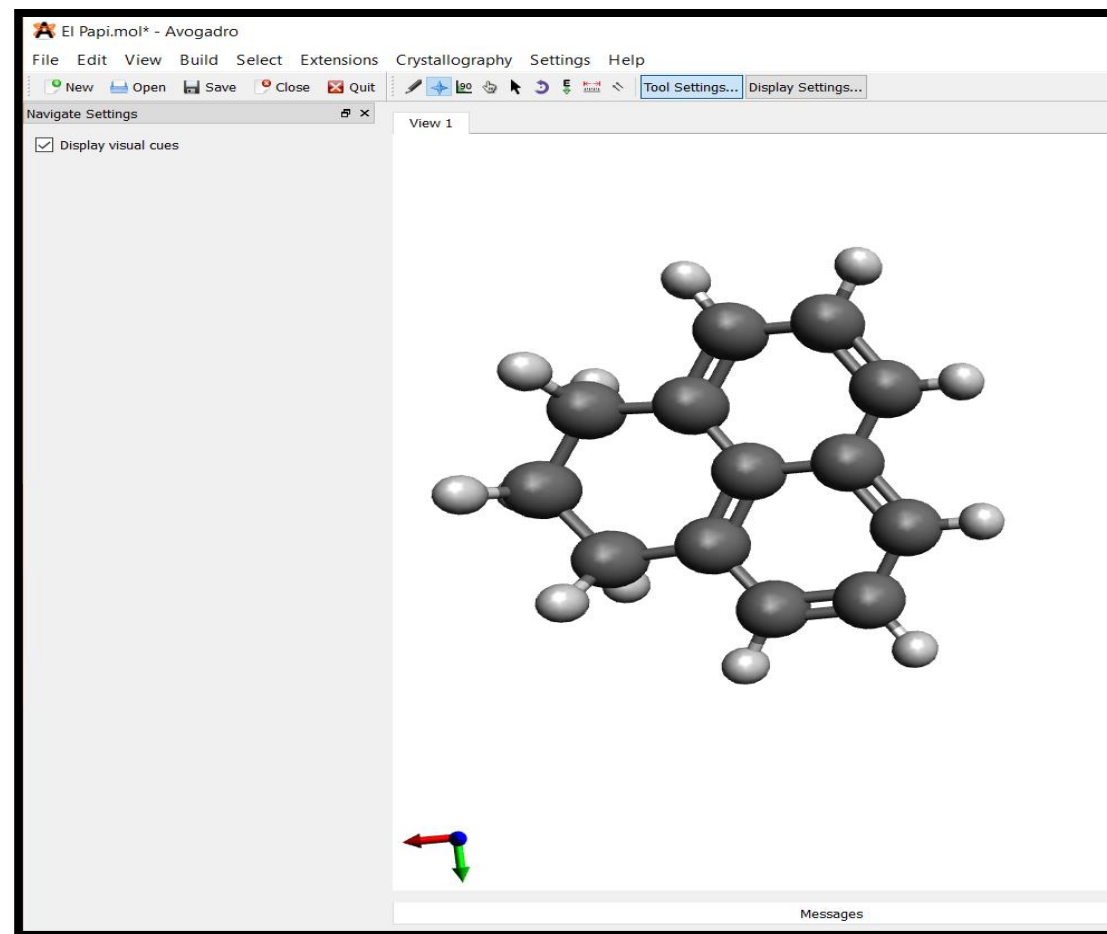 El Papi.mol* - Avogadro
File Edit View Build Select Extensions Crystallography Settings Help
New Open Save Close Quit Tool Settings... Display Settings...
Navigate Settings
View 1
Display visual cues
Messages